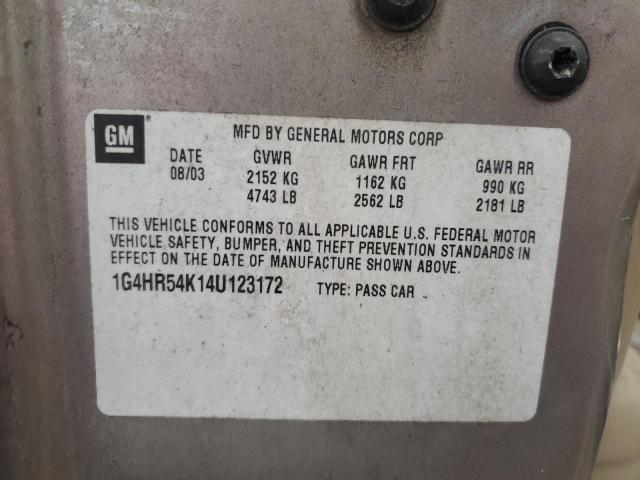 GM
MFD BY GENERAL MOTORS CORP
DATE GVWR GAWR FRT GAWR RR
08/03 2152 KG 1162 KG 990 KG
4743 LB 2562 LB 2181 LB
THIS VEHICLE CONFORMS TO ALL APPLICABLE U.S. FEDERAL MOTOR
VEHICLE SAFETY, BUMPER, AND THEFT PREVENTION STANDARDS IN
EFFECT ON THE DATE OF MANUFACTURE SHOWN ABOVE.
1G4HR54K14U123172 TYPE: PASS CAR